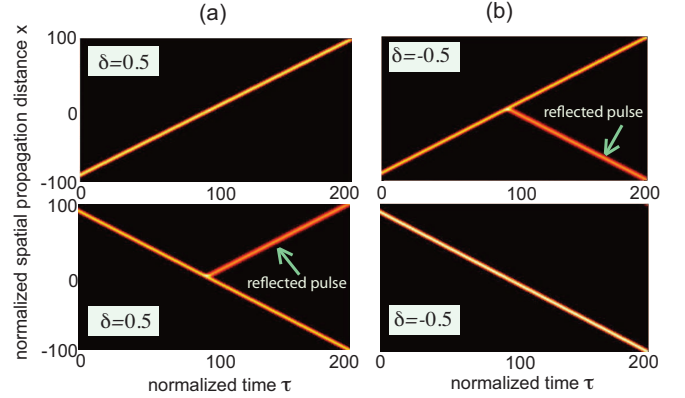 (a)
(b)
normalized spatial propagation distance x
100
0
-100
δ=0.5
100
200
δ=-0.5
reflected pulse
0
100
200
100
0
-100
reflected pulse
δ=0.5
0
100
200
normalized time τ
δ=-0.5
0
100
200
normalized time τ